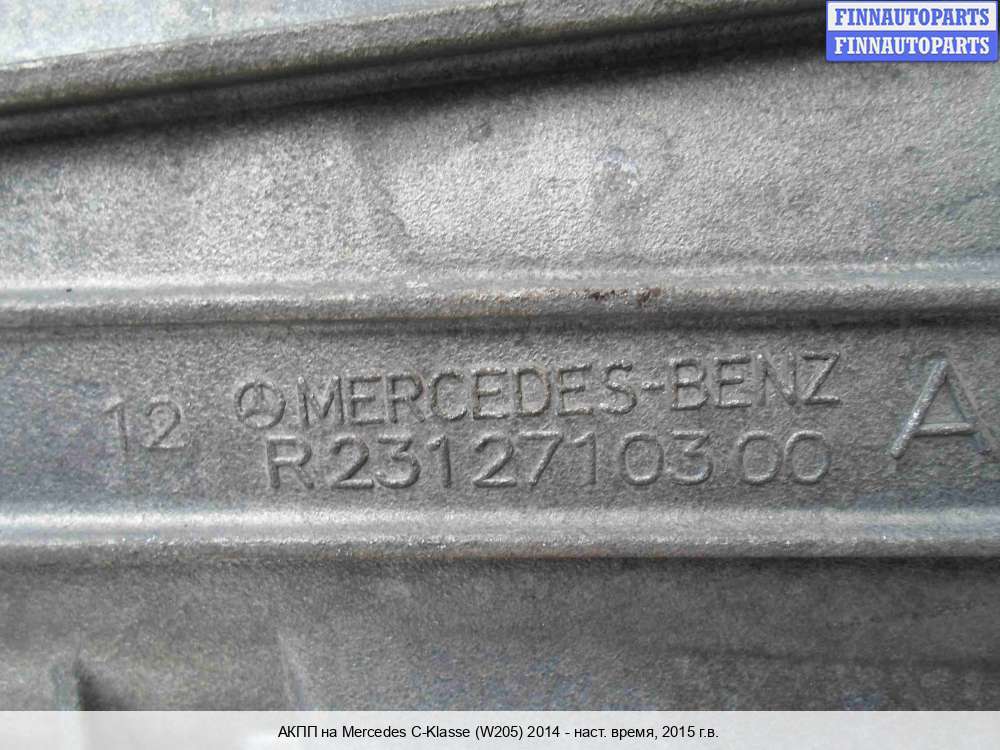 FINNAUTOPARTS
FINNAUTOPARTS
12 MERCEDES-BENZ A
R 231 271 03 00
АКПП на Mercedes C-Klasse (W205) 2014 - наст. время, 2015 г.в.